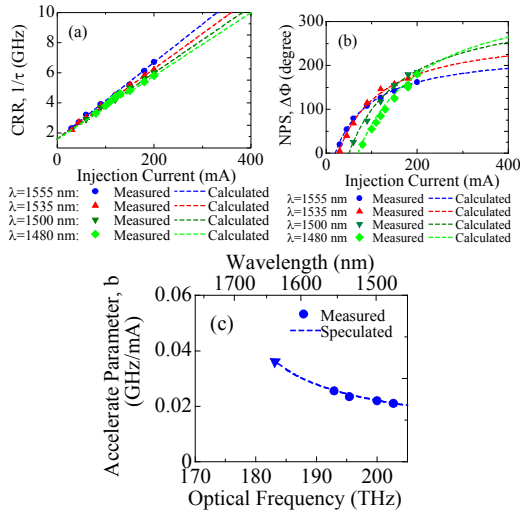 10
8
6
4
2
0
200
400
(a)
CRR, 1/τ (GHz)
Injection Current (mA)
λ=1555 nm: Measured Calculated
λ=1535 nm: Measured Calculated
λ=1500 nm: Measured Calculated
λ=1480 nm: Measured Calculated
300
200
100
0
0
200
400
(b)
NPS, ΔΦ (degree)
Injection Current (mA)
λ=1555 nm Measured Calculated
λ=1535 nm Measured Calculated
λ=1500 nm Measured Calculated
λ=1480 nm Measured Calculated
Wavelength (nm)
1700 1600 1500
0.06
0.04
0.02
0
170 180 190 200
(c)
Measured
Speculated
Accelerate Parameter, b
(GHz/mA)
Optical Frequency (THz)